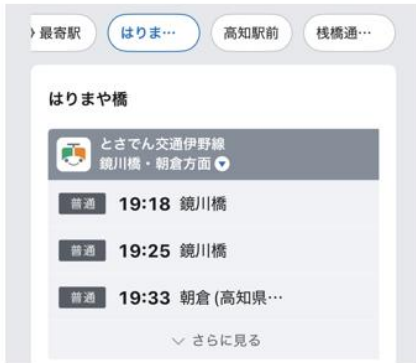 最寄駅
はりま…
高知駅前
桟橋通…
はりまや橋
とさでん交通伊野線
鏡川橋・朝倉方面
普通 19:18 鏡川橋
普通 19:25 鏡川橋
普通 19:33 朝倉(高知県…
さらに見る